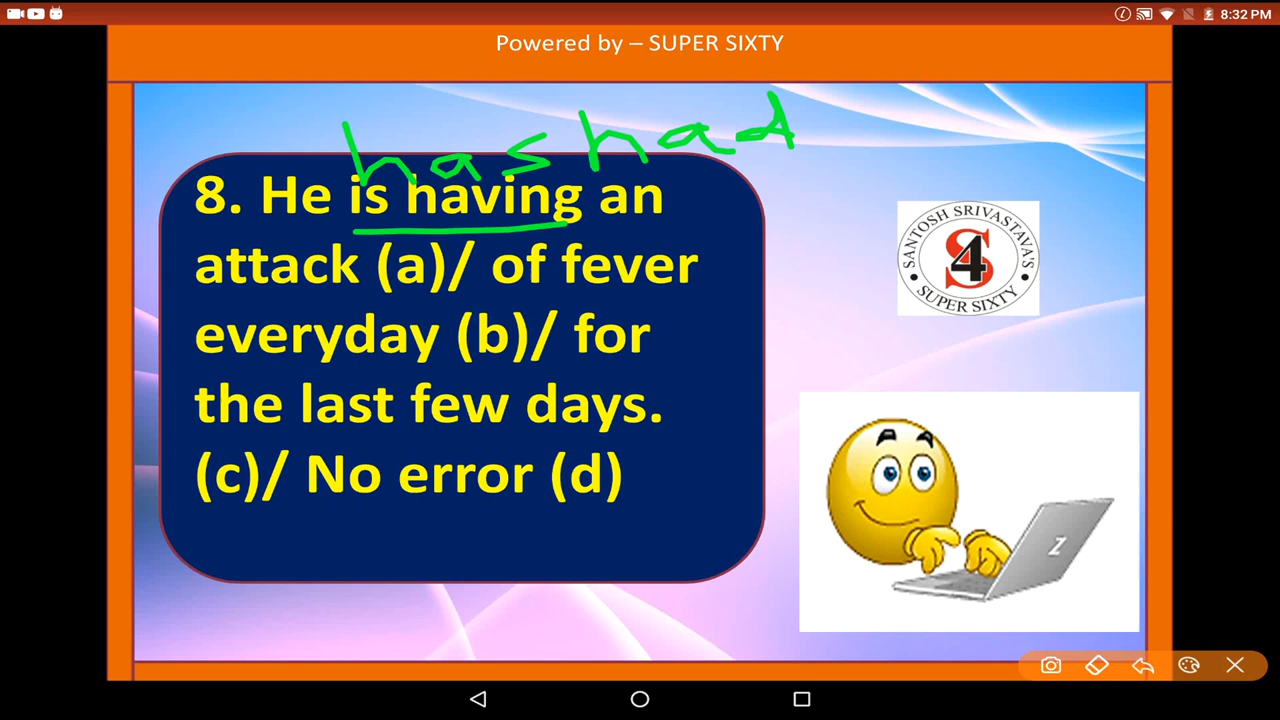 8:32 PM
Powered by – SUPER SIXTY
has had
8. He is having an
attack (a)/ of fever
everyday (b)/ for
the last few days.
(c)/ No error (d)
SANTOSH SRIVASTAVA'S
S4
SUPER SIXTY
Z